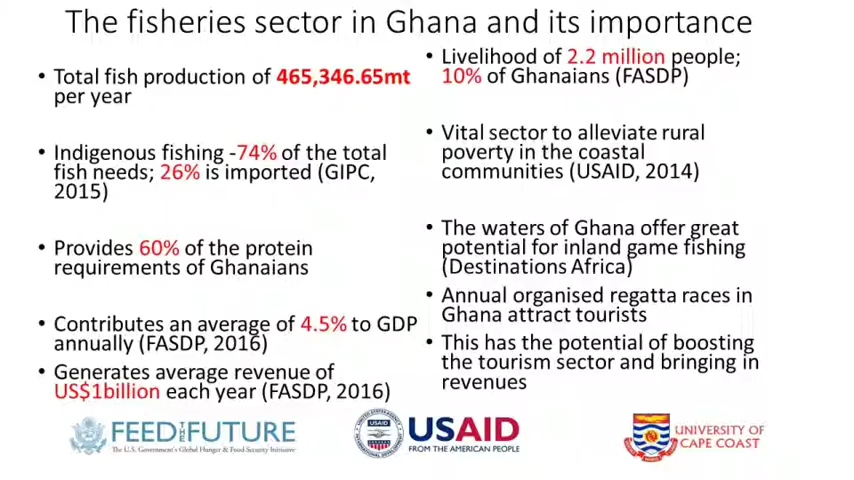 The fisheries sector in Ghana and its importance
• Total fish production of 465,346.65mt
per year
• Indigenous fishing -74% of the total
fish needs; 26% is imported (GIPC,
2015)
• Provides 60% of the protein
requirements of Ghanaians
• Contributes an average of 4.5% to GDP
annually (FASDP, 2016)
• Generates average revenue of
US$1billion each year (FASDP, 2016)
• Livelihood of 2.2 million people;
10% of Ghanaians (FASDP)
• Vital sector to alleviate rural
poverty in the coastal
communities (USAID, 2014)
• The waters of Ghana offer great
potential for inland game fishing
(Destinations Africa)
• Annual organised regatta races in
Ghana attract tourists
• This has the potential of boosting
the tourism sector and bringing in
revenues
FEED THE FUTURE
The U.S. Government's Global Hunger & Food Security Initiative
USAID
USAID
FROM THE AMERICAN PEOPLE
UNIVERSITY OF
CAPE COAST